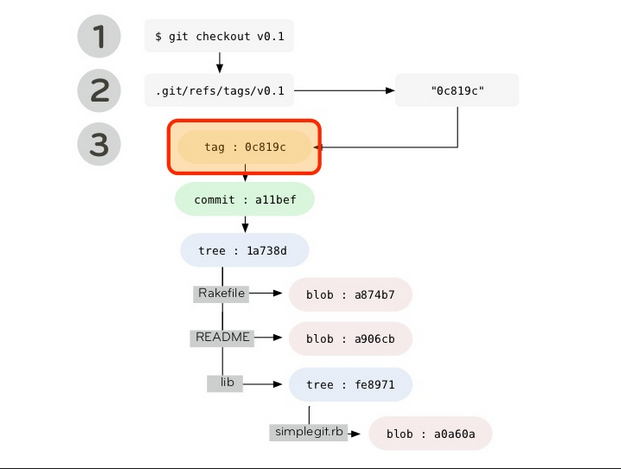 1
$ git checkout v0.1
2
.git/refs/tags/v0.1
"0c819c"
3
tag : 0c819c
commit : a11bef
tree : 1a738d
Rakefile
blob : a874b7
README
blob : a906cb
lib
tree : fe8971
simplegit.rb
blob : a0a60a